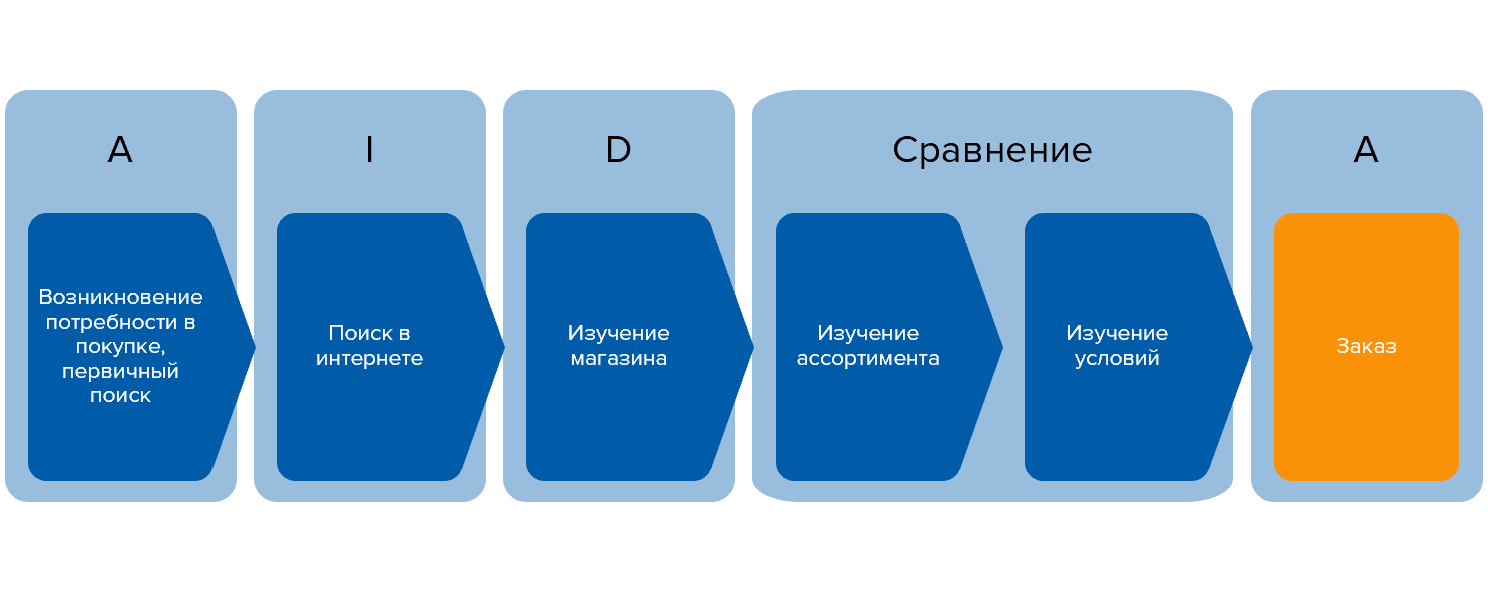 A
I
D
Сравнение
A
Возникновение
потребности в
покупке,
первичный
поиск
Поиск в
интернете
Изучение
магазина
Изучение
ассортимента
Изучение
условий
Заказ